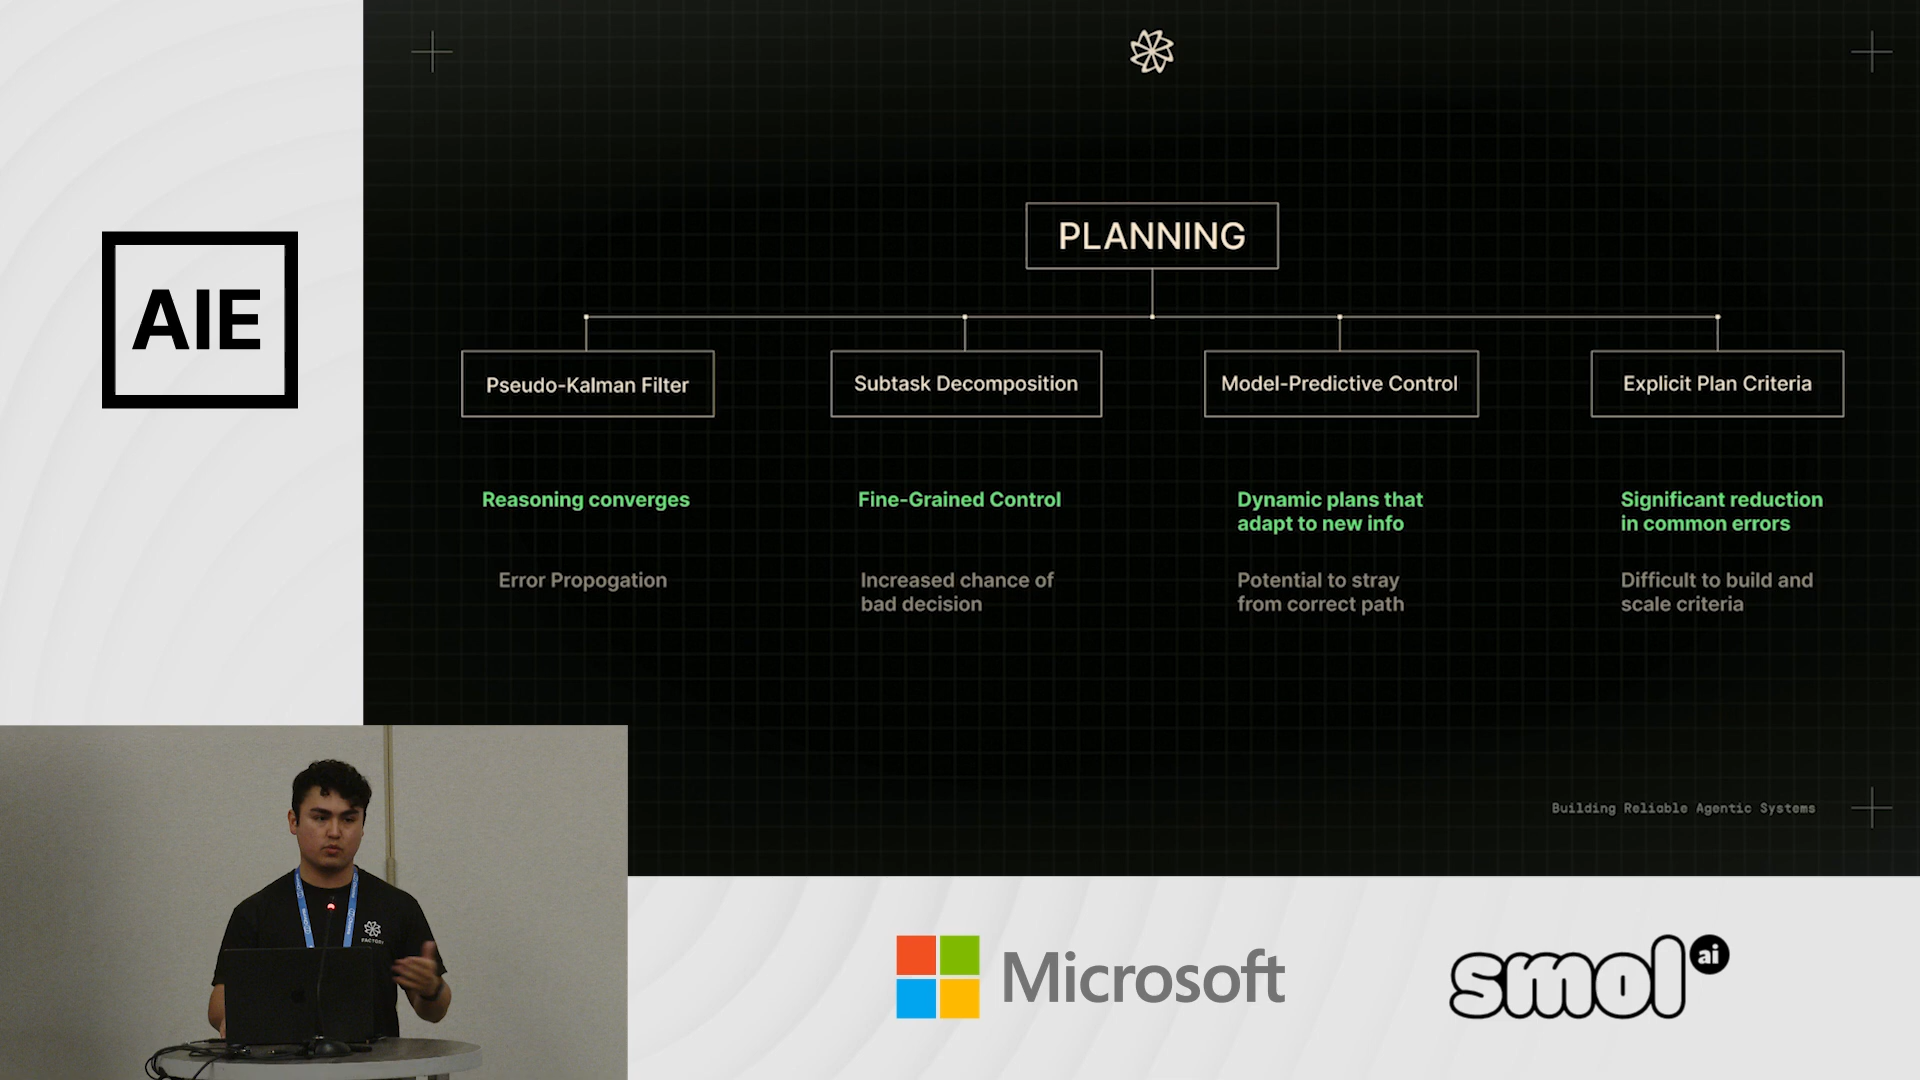 AIE
PLANNING
Pseudo-Kalman Filter
Subtask Decomposition
Model-Predictive Control
Explicit Plan Criteria
Reasoning converges
Fine-Grained Control
Dynamic plans that
adapt to new info
Significant reduction
in common errors
Error Propogation
Increased chance of
bad decision
Potential to stray
from correct path
Difficult to build and
scale criteria
Building Reliable Agentic Systems
FACTORY
Microsoft
smol ai